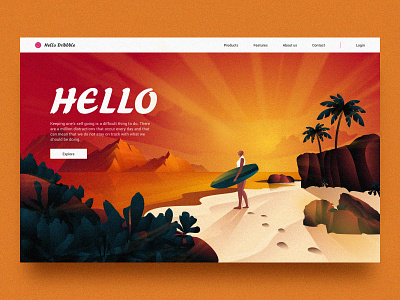 Hello Dribbble
Products Features About us Contact Login
HELLO
Keeping one's self going is a difficult thing to do. There
are a million distractions that occur every day and that
can mean that we do not stay on track with what we
should be doing.
Explore